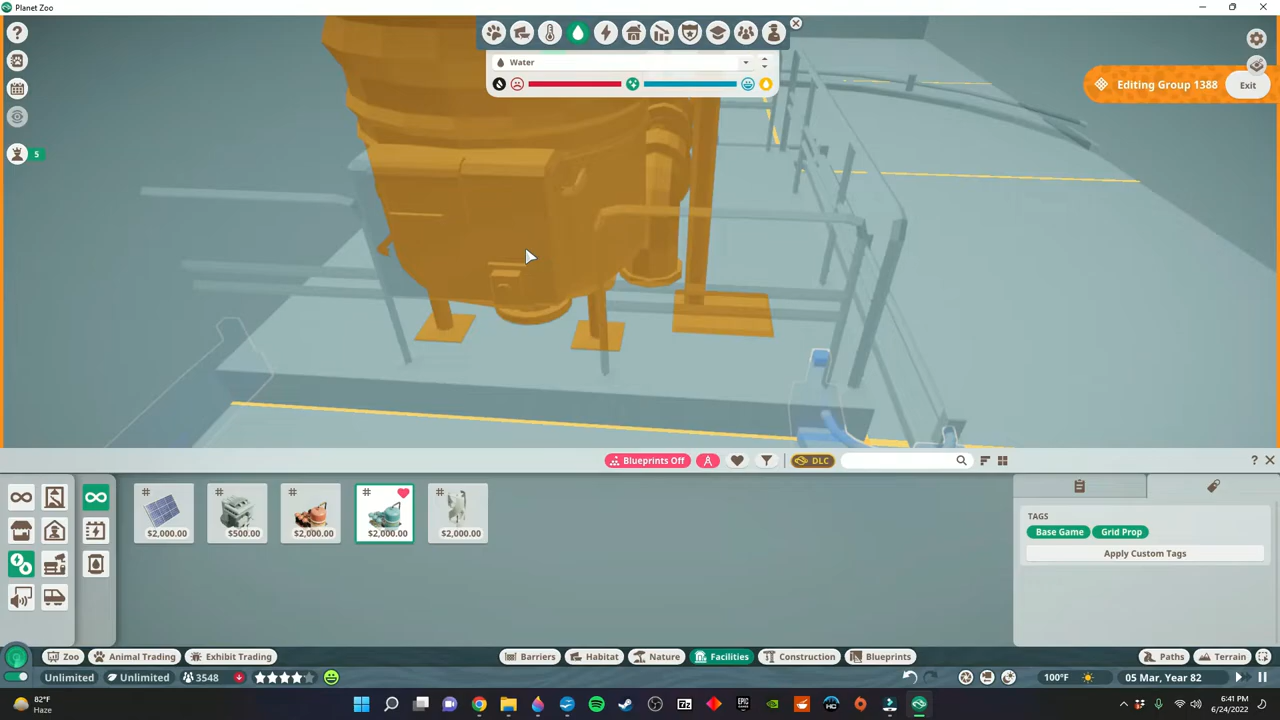 Planet Zoo
Water
Editing Group 1388
Exit
5
Blueprints Off
DLC
?
TAGS
Base Game
Grid Prop
Apply Custom Tags
$2,000.00
$500.00
$2,000.00
$2,000.00
$2,000.00
Zoo
Animal Trading
Exhibit Trading
Barriers
Habitat
Nature
Facilities
Construction
Blueprints
Paths
Terrain
Unlimited
Unlimited
3548
100°F
05 Mar, Year 82
82°F
Haze
6:41 PM
6/24/2022